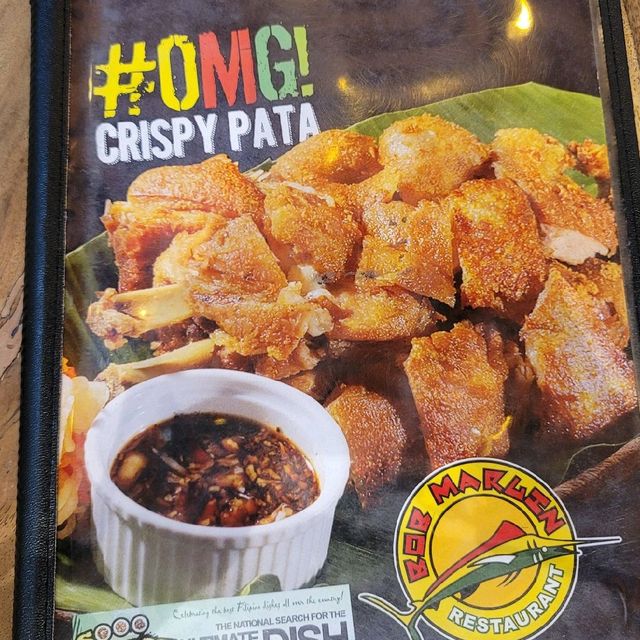 #OMG!
CRISPY PATA
BOB MARLIN
RESTAURANT
Celebrating the best Filipino dishes all over the country!
THE NATIONAL SEARCH FOR THE
ULTIMATE DISH